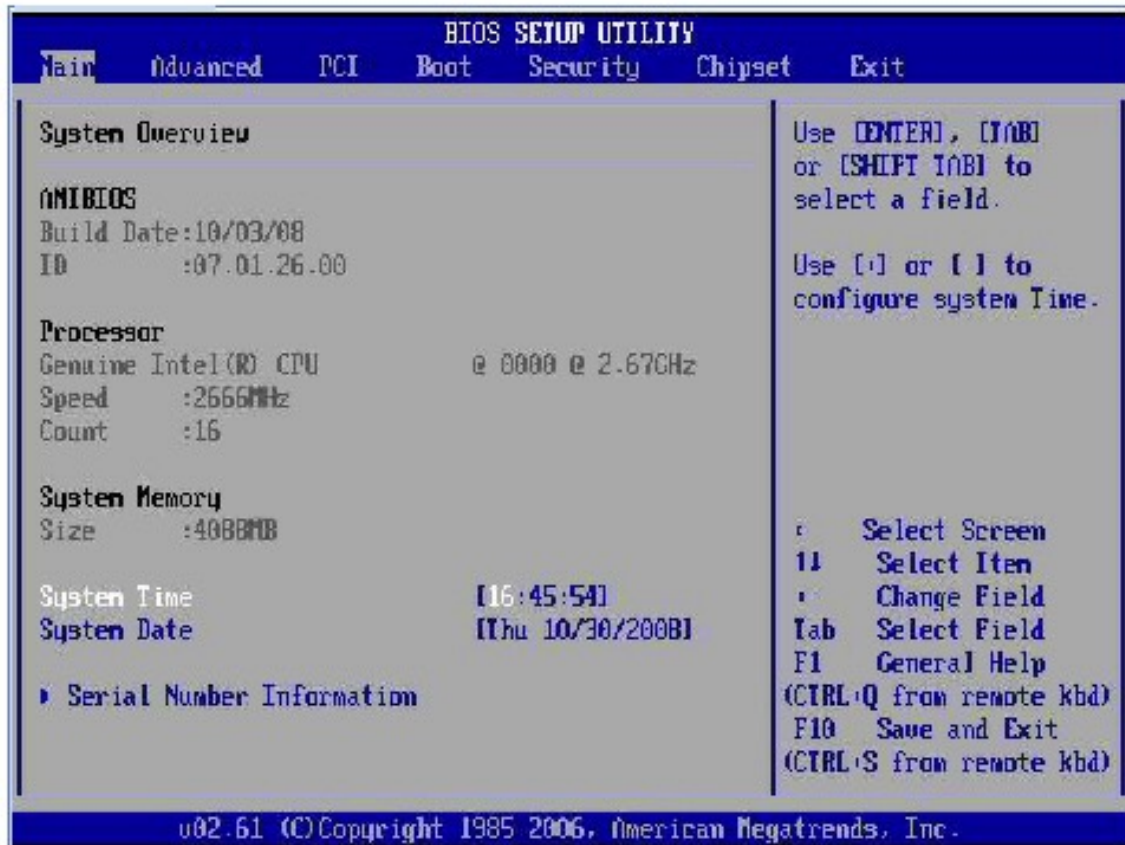 BIOS SETUP UTILITY
Main Advanced PCI Boot Security Chipset Exit
System Overview
AMIBIOS
Build Date:10/03/08
ID :07.01.26.00
Processor
Genuine Intel(R) CPU @ 0000 @ 2.67GHz
Speed :2666MHz
Count :16
System Memory
Size :4088MB
System Time [16:45:54]
System Date [Thu 10/30/2008]
Serial Number Information
Use [ENTER], [TAB]
or [SHIFT TAB] to
select a field.
Use [+] or [ ] to
configure system Time.
Select Screen
↑↓ Select Item
Change Field
Tab Select Field
F1 General Help
(CTRL+Q from remote kbd)
F10 Save and Exit
(CTRL+S from remote kbd)
v02.61 (C)Copyright 1985 2006, American Megatrends, Inc.